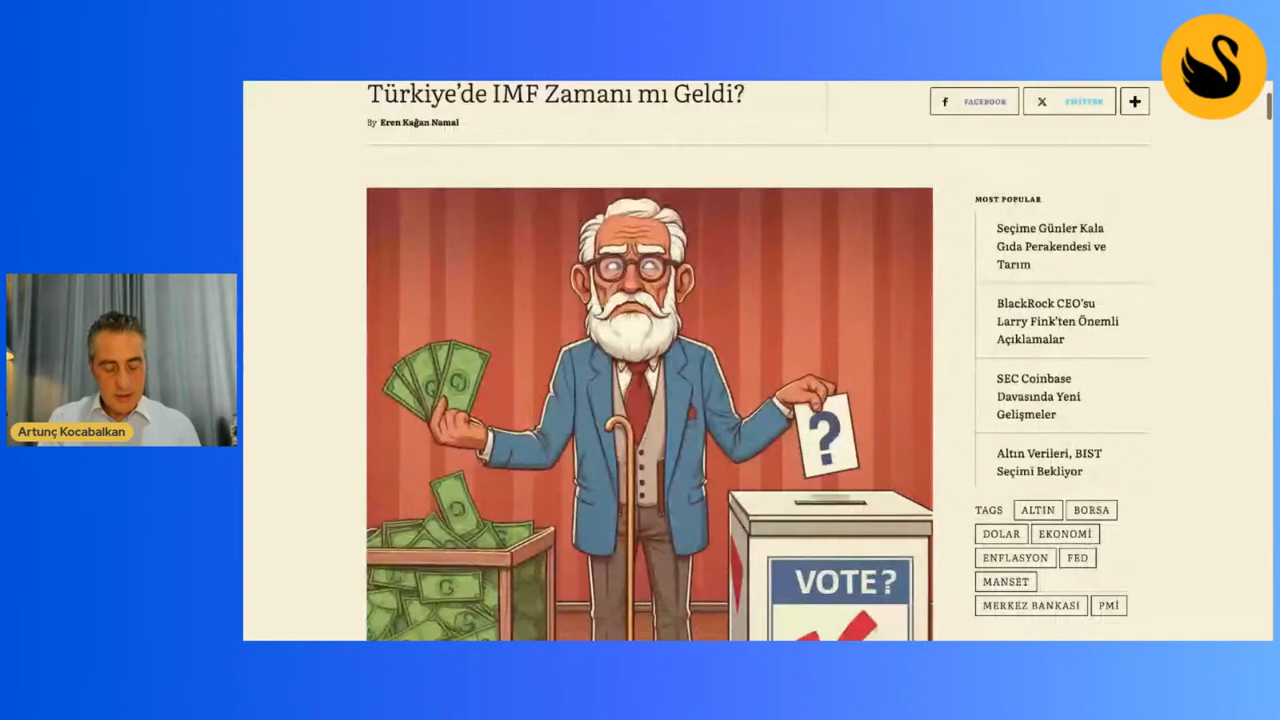 Türkiye'de IMF Zamanı mı Geldi?
By Eren Kağan Namal
FACEBOOK
TWITTER
MOST POPULAR
Seçime Günler Kala
Gıda Perakendesi ve
Tarım
BlackRock CEO'su
Larry Fink'ten Önemli
Açıklamalar
SEC Coinbase
Davasında Yeni
Gelişmeler
Altın Verileri, BIST
Seçimi Bekliyor
TAGS ALTIN BORSA
DOLAR EKONOMİ
ENFLASYON FED
MANSET
MERKEZ BANKASI PMİ
?
VOTE?
Artunç Kocabalkan